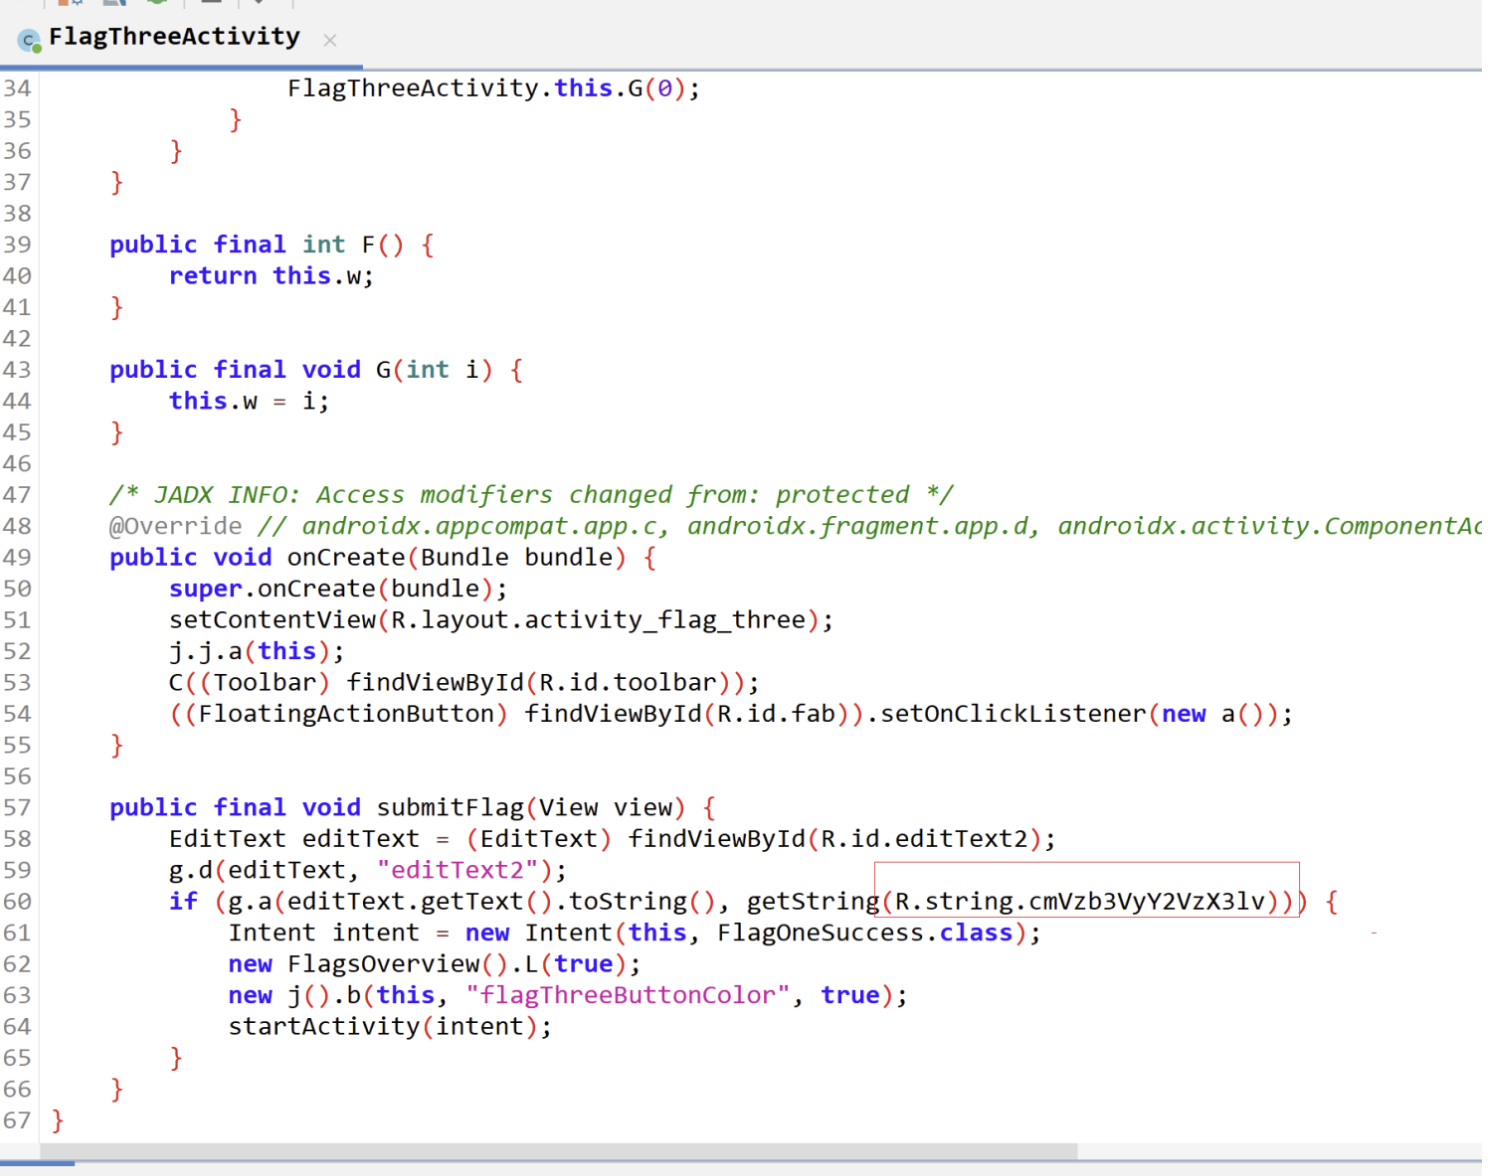 FlagThreeActivity ×
34 FlagThreeActivity.this.G(0);
35 }
36 }
37 }
38
39 public final int F() {
40 return this.w;
41 }
42
43 public final void G(int i) {
44 this.w = i;
45 }
46
47 /* JADX INFO: Access modifiers changed from: protected */
48 @Override // androidx.appcompat.app.c, androidx.fragment.app.d, androidx.activity.ComponentAc
49 public void onCreate(Bundle bundle) {
50 super.onCreate(bundle);
51 setContentView(R.layout.activity_flag_three);
52 j.j.a(this);
53 C((Toolbar) findViewById(R.id.toolbar));
54 ((FloatingActionButton) findViewById(R.id.fab)).setOnClickListener(new a());
55 }
56
57 public final void submitFlag(View view) {
58 EditText editText = (EditText) findViewById(R.id.editText2);
59 g.d(editText, "editText2");
60 if (g.a(editText.getText().toString(), getString(R.string.cmVzb3VyY2VzX3lv))) {
61 Intent intent = new Intent(this, FlagOneSuccess.class);
62 new FlagsOverview().L(true);
63 new j().b(this, "flagThreeButtonColor", true);
64 startActivity(intent);
65 }
66 }
67 }